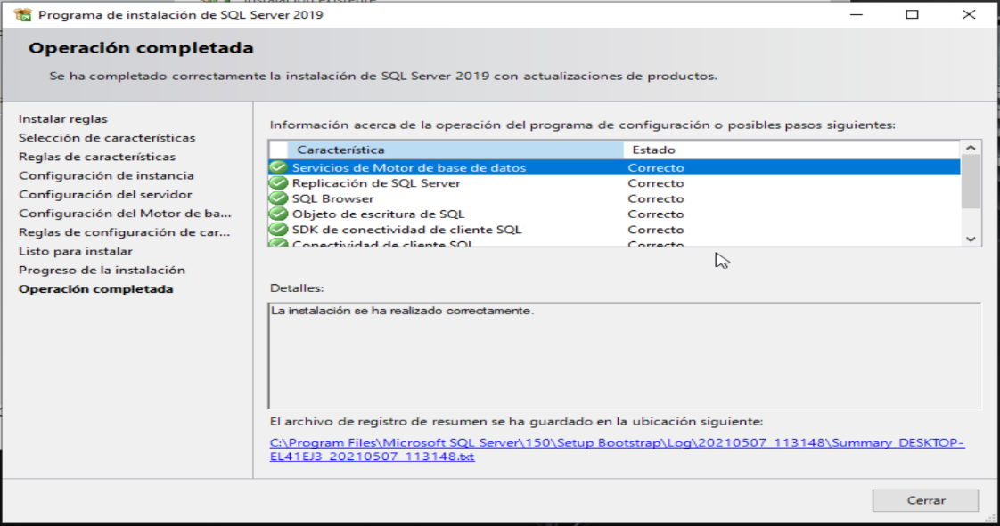 Programa de instalación de SQL Server 2019
Operación completada
Se ha completado correctamente la instalación de SQL Server 2019 con actualizaciones de productos.
Instalar reglas
Selección de características
Reglas de características
Configuración de instancia
Configuración del servidor
Configuración del Motor de ba...
Reglas de configuración de car...
Listo para instalar
Progreso de la instalación
Operación completada
Información acerca de la operación del programa de configuración o posibles pasos siguientes:
Característica Estado
Servicios de Motor de base de datos Correcto
Replicación de SQL Server Correcto
SQL Browser Correcto
Objeto de escritura de SQL Correcto
SDK de conectividad de cliente SQL Correcto
Conectividad de cliente SQL Correcto
Detalles:
La instalación se ha realizado correctamente.
El archivo de registro de resumen se ha guardado en la ubicación siguiente:
C:\Program Files\Microsoft SQL Server\150\Setup Bootstrap\Log\20210507_113148\Summary_DESKTOP-
EL41EJ3_20210507_113148.txt
Cerrar